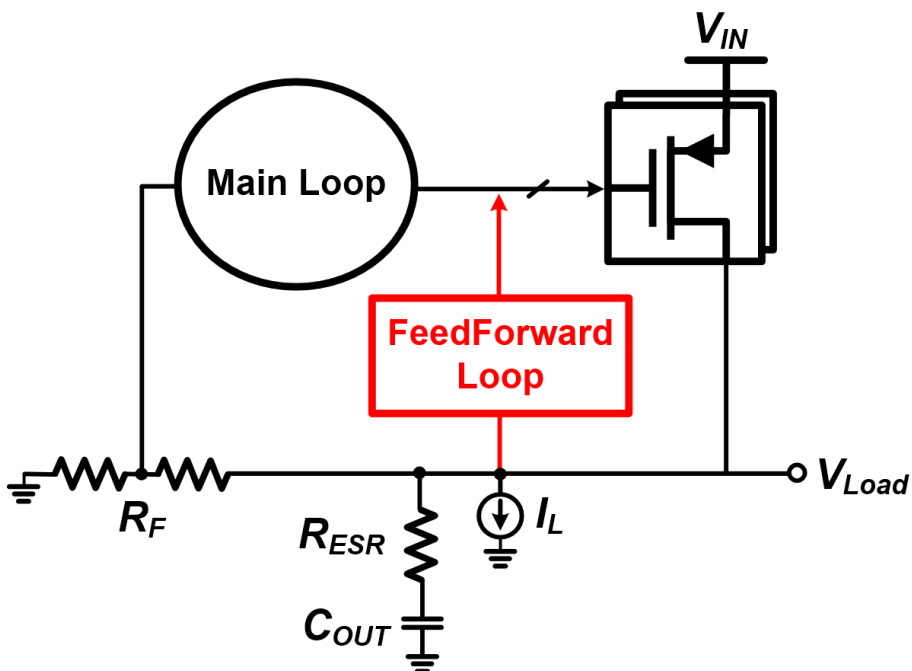 V_IN
Main Loop
FeedForward
Loop
V_Load
R_F
I_L
R_ESR
C_OUT